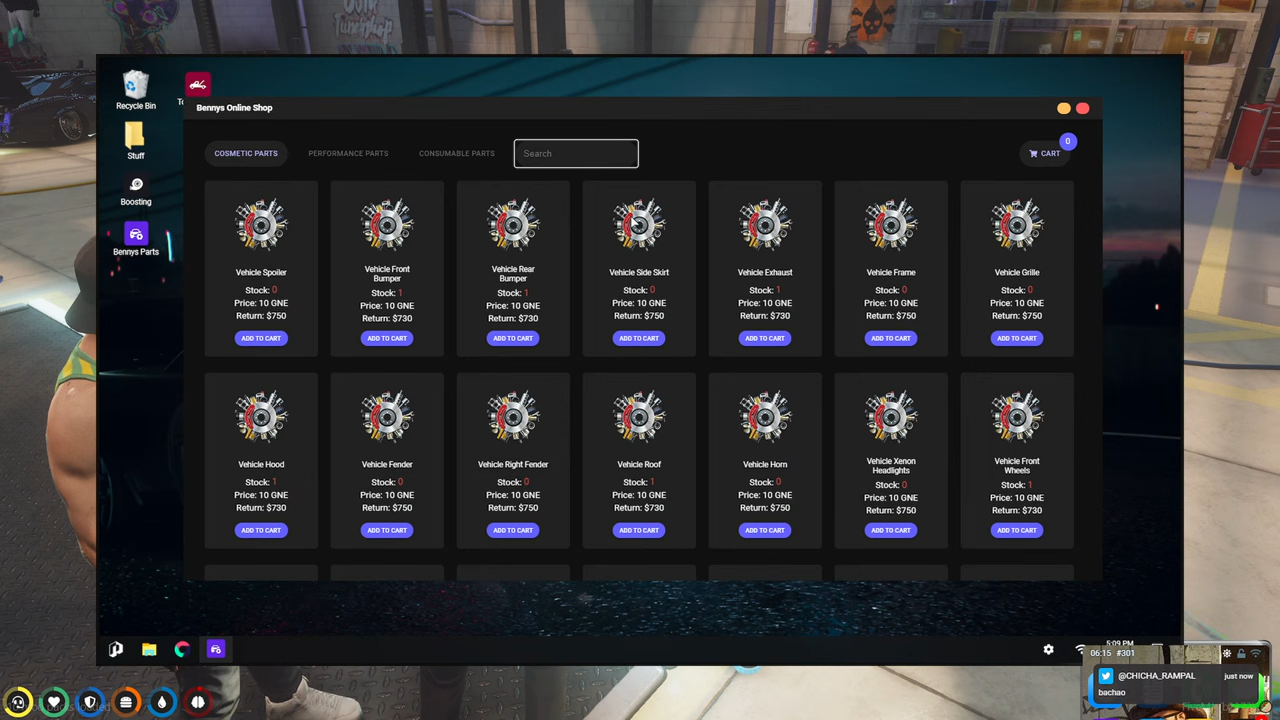 Recycle Bin
Stuff
Boosting
Bennys Parts
Bennys Online Shop
COSMETIC PARTS
PERFORMANCE PARTS
CONSUMABLE PARTS
Search
CART
0
Vehicle Spoiler
Stock: 0
Price: 10 GNE
Return: $750
ADD TO CART
Vehicle Front
Bumper
Stock: 1
Price: 10 GNE
Return: $730
ADD TO CART
Vehicle Rear
Bumper
Stock: 1
Price: 10 GNE
Return: $730
ADD TO CART
Vehicle Side Skirt
Stock: 0
Price: 10 GNE
Return: $750
ADD TO CART
Vehicle Exhaust
Stock: 1
Price: 10 GNE
Return: $730
ADD TO CART
Vehicle Frame
Stock: 0
Price: 10 GNE
Return: $750
ADD TO CART
Vehicle Grille
Stock: 0
Price: 10 GNE
Return: $750
ADD TO CART
Vehicle Hood
Stock: 1
Price: 10 GNE
Return: $730
ADD TO CART
Vehicle Fender
Stock: 0
Price: 10 GNE
Return: $750
ADD TO CART
Vehicle Right Fender
Stock: 0
Price: 10 GNE
Return: $750
ADD TO CART
Vehicle Roof
Stock: 1
Price: 10 GNE
Return: $730
ADD TO CART
Vehicle Horn
Stock: 0
Price: 10 GNE
Return: $750
ADD TO CART
Vehicle Xenon
Headlights
Stock: 0
Price: 10 GNE
Return: $750
ADD TO CART
Vehicle Front
Wheels
Stock: 1
Price: 10 GNE
Return: $730
ADD TO CART
5:09 PM
06:15 #301
@CHICHA_RAMPAL
just now
bachao